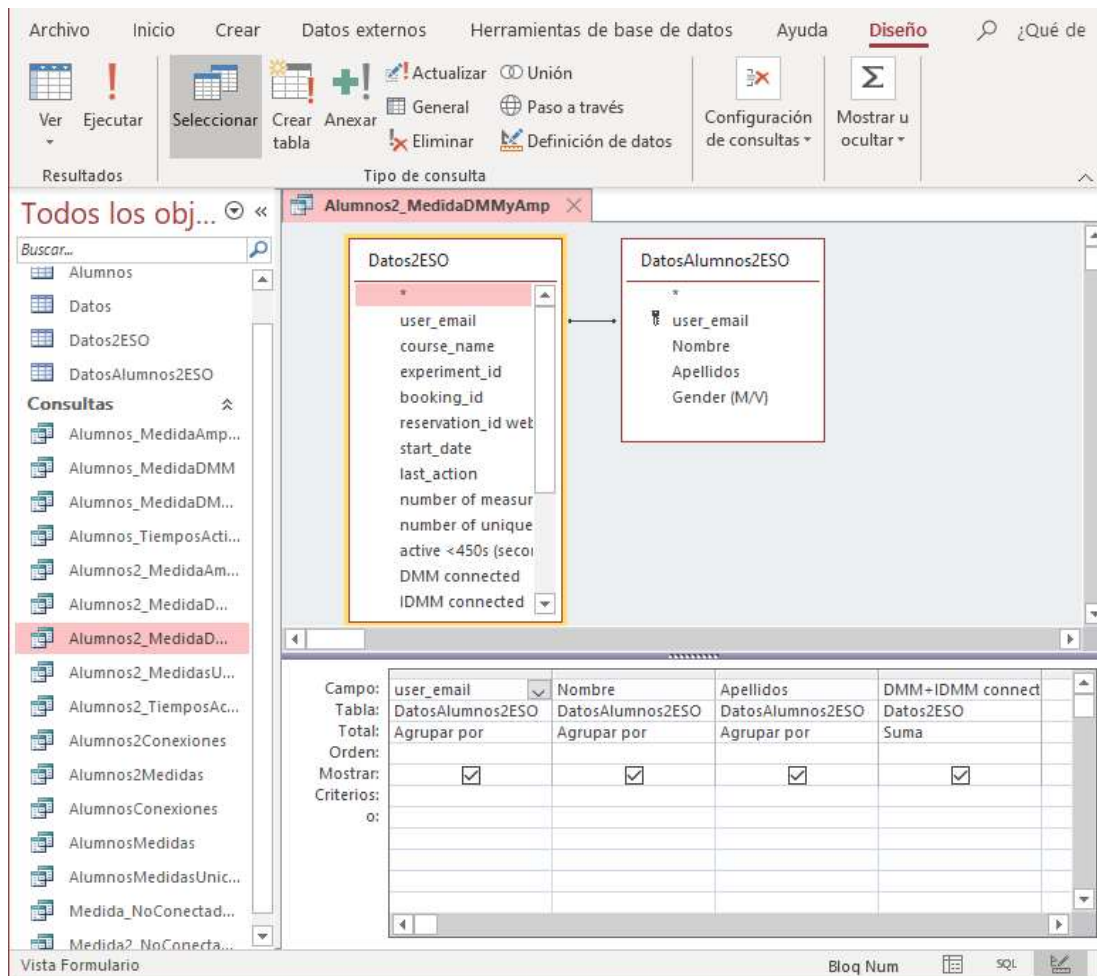 Archivo Inicio Crear Datos externos Herramientas de base de datos Ayuda Diseño ¿Qué de
Ver Ejecutar Seleccionar Crear tabla Anexar
Actualizar Unión
General Paso a través
Eliminar Definición de datos
Configuración de consultas
Mostrar u ocultar
Resultados Tipo de consulta
Todos los obj...
Buscar...
Alumnos
Datos
Datos2ESO
DatosAlumnos2ESO
Consultas
Alumnos_MedidaAmp...
Alumnos_MedidaDMM
Alumnos_MedidaDM...
Alumnos_TiemposActi...
Alumnos2_MedidaAm...
Alumnos2_MedidaD...
Alumnos2_MedidaD...
Alumnos2_MedidasU...
Alumnos2_TiemposAc...
Alumnos2Conexiones
Alumnos2Medidas
AlumnosConexiones
AlumnosMedidas
AlumnosMedidasUnic...
Medida_NoConectad...
Medida2_NoConecta...
Alumnos2_MedidaDMMyAmp
Datos2ESO
*
user_email
course_name
experiment_id
booking_id
reservation_id wet
start_date
last_action
number of measur
number of unique
active <450s (secor
DMM connected
IDMM connected
DatosAlumnos2ESO
*
user_email
Nombre
Apellidos
Gender (M/V)
Campo: user_email Nombre Apellidos DMM+IDMM connect
Tabla: DatosAlumnos2ESO DatosAlumnos2ESO DatosAlumnos2ESO Datos2ESO
Total: Agrupar por Agrupar por Agrupar por Suma
Orden:
Mostrar:
Criterios:
o:
Vista Formulario Bloq Num SQL